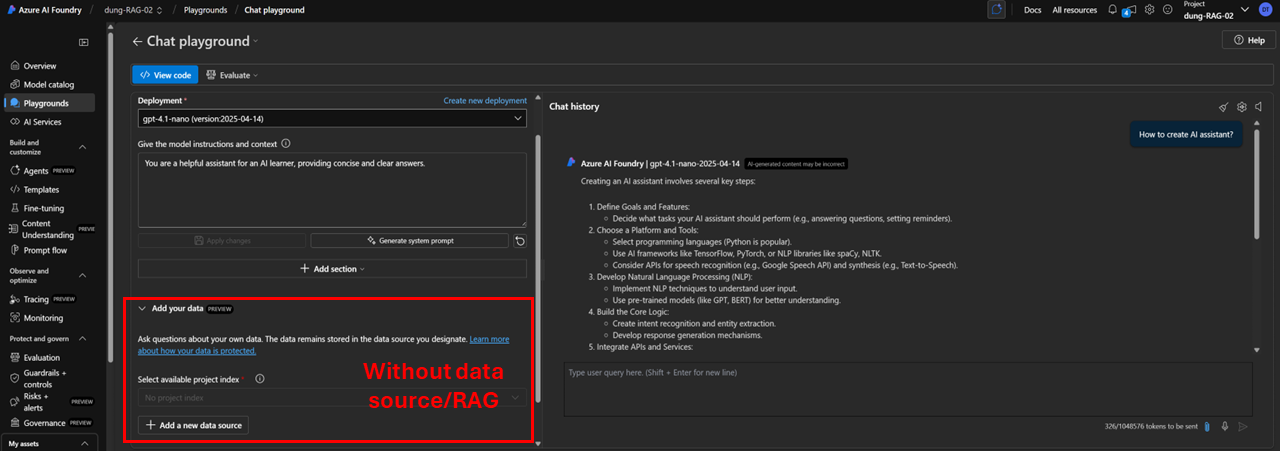 Azure AI Foundry / dung-RAG-02 / Playgrounds / Chat playground
Docs All resources 4 Project dung-RAG-02 DT
Overview
Model catalog
Playgrounds
AI Services
Build and customize
Agents PREVIEW
Templates
Fine-tuning
Content Understanding PREVIE
Prompt flow
Observe and optimize
Tracing PREVIEW
Monitoring
Protect and govern
Evaluation
Guardrails + controls
Risks + alerts PREVIEW
Governance PREVIEW
My assets
Chat playground
Help
View code
Evaluate
Deployment *
Create new deployment
gpt-4.1-nano (version:2025-04-14)
Give the model instructions and context
You are a helpful assistant for an AI learner, providing concise and clear answers.
Apply changes
Generate system prompt
Add section
Add your data PREVIEW
Ask questions about your own data. The data remains stored in the data source you designate. Learn more
about how your data is protected.
Select available project index *
No project index
Without data
source/RAG
Add a new data source
Chat history
How to create AI assistant?
Azure AI Foundry | gpt-4.1-nano-2025-04-14 AI-generated content may be incorrect
Creating an AI assistant involves several key steps:
1. Define Goals and Features:
Decide what tasks your AI assistant should perform (e.g., answering questions, setting reminders).
2. Choose a Platform and Tools:
Select programming languages (Python is popular).
Use AI frameworks like TensorFlow, PyTorch, or NLP libraries like spaCy, NLTK.
Consider APIs for speech recognition (e.g., Google Speech API) and synthesis (e.g., Text-to-Speech).
3. Develop Natural Language Processing (NLP):
Implement NLP techniques to understand user input.
Use pre-trained models (like GPT, BERT) for better understanding.
4. Build the Core Logic:
Create intent recognition and entity extraction.
Develop response generation mechanisms.
5. Integrate APIs and Services:
Type user query here. (Shift + Enter for new line)
326/1048576 tokens to be sent